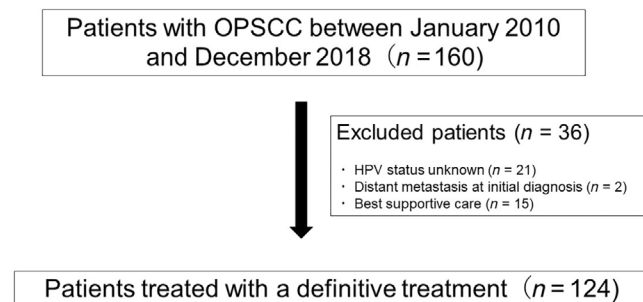 Patients with OPSCC between January 2010
and December 2018（n =160）
Excluded patients (n = 36)
・ HPV status unknown (n = 21)
・ Distant metastasis at initial diagnosis (n = 2)
・ Best supportive care (n = 15)
Patients treated with a definitive treatment（n =124）